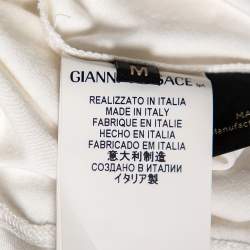 M
GIANNI
REALIZZATO IN ITALIA
MADE IN ITALY
FABRIQUE EN ITALIE
HECHO EN ITALIA
FABRICADO EM ITALIA
意大利制造
СОЗДАНО В ИТАЛИИ
イタリア製